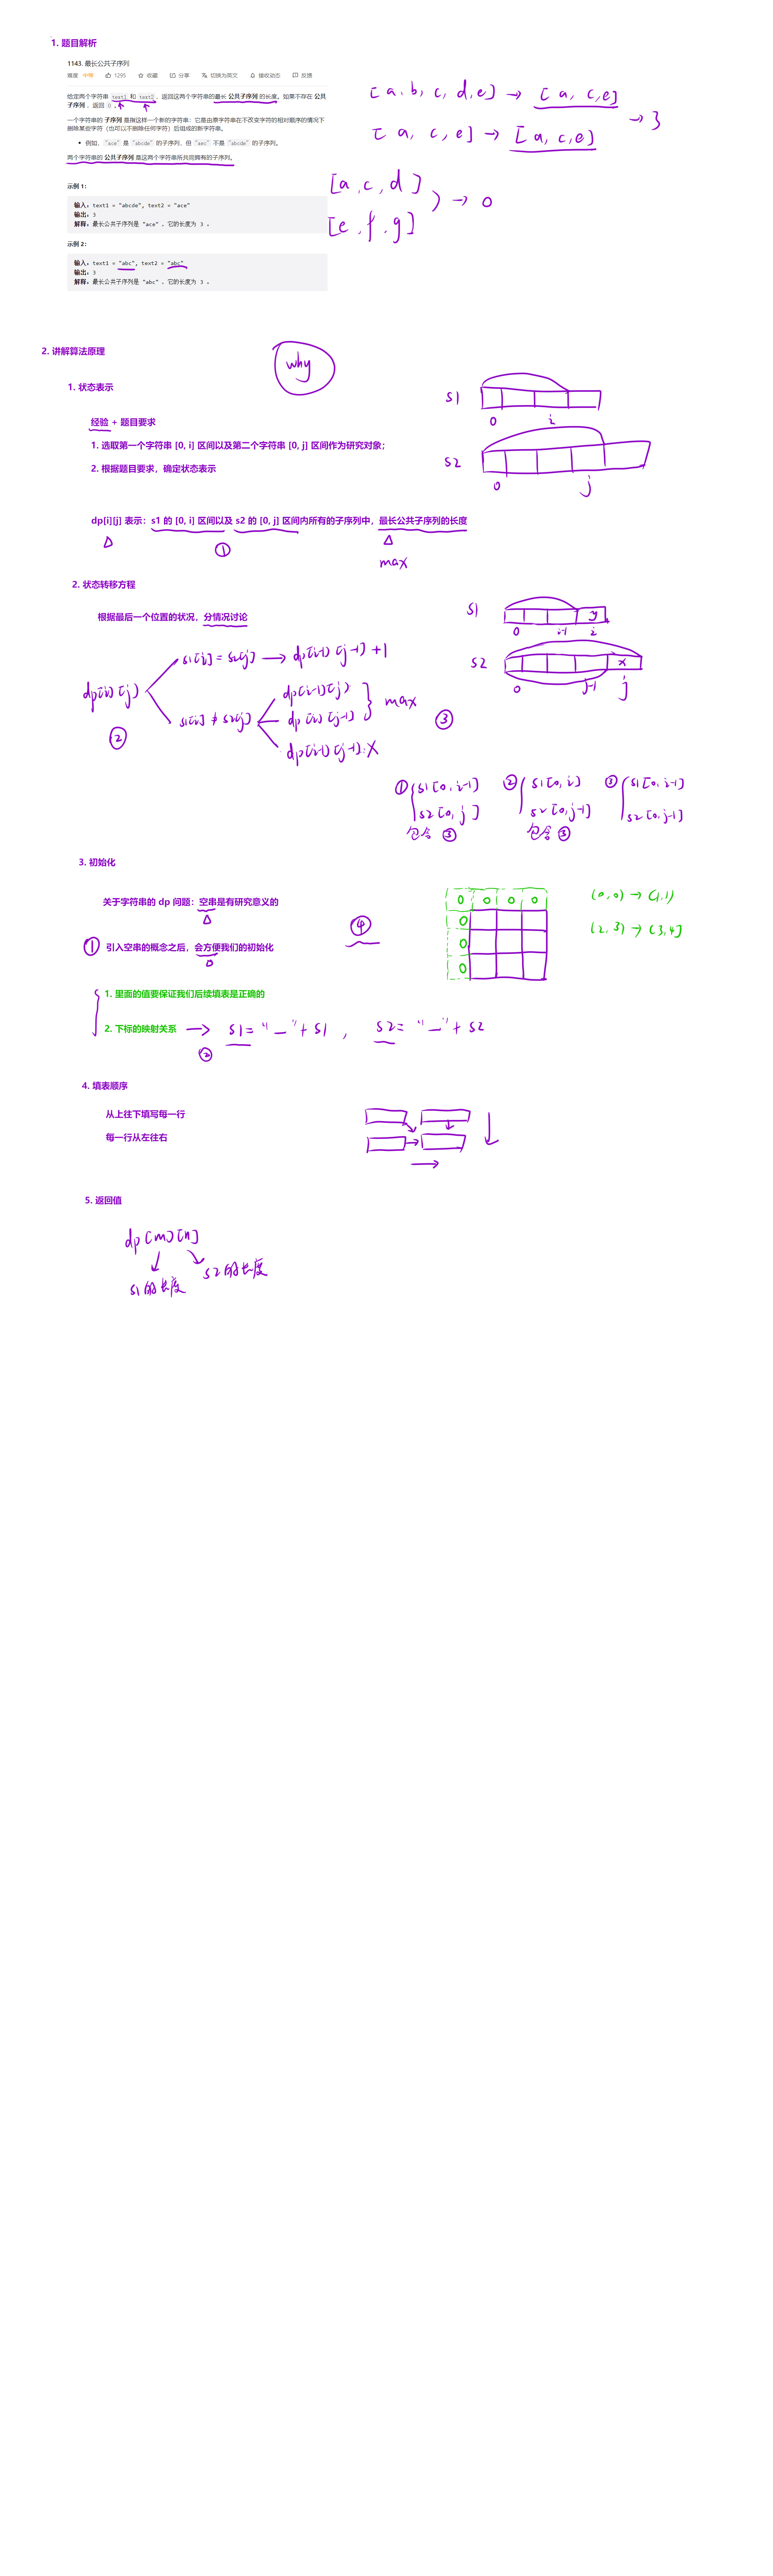 1. 题目解析
1143. 最长公共子序列
难度 中等 1295 收藏 分享 切换为英文 接收动态 反馈
给定两个字符串 text1 和 text2，返回这两个字符串的最长 公共子序列 的长度。如果不存在 公共
子序列 ，返回 0 。
一个字符串的 子序列 是指这样一个新的字符串：它是由原字符串在不改变字符的相对顺序的情况下
删除某些字符（也可以不删除任何字符）后组成的新字符串。
• 例如，"ace" 是 "abcde" 的子序列，但 "aec" 不是 "abcde" 的子序列。
两个字符串的 公共子序列 是这两个字符串所共同拥有的子序列。
[a, b, c, d, e] → [a, c, e]
[a, c, e] → [a, c, e]
→ 3
[a, c, d]
[e, f, g]
→ 0
示例 1：
输入：text1 = "abcde", text2 = "ace"
输出：3
解释：最长公共子序列是 "ace" ，它的长度为 3 。
示例 2：
输入：text1 = "abc", text2 = "abc"
输出：3
解释：最长公共子序列是 "abc" ，它的长度为 3 。
2. 讲解算法原理
why
1. 状态表示
s1
0 i
s2
0 j
经验 + 题目要求
1. 选取第一个字符串 [0, i] 区间以及第二个字符串 [0, j] 区间作为研究对象；
2. 根据题目要求，确定状态表示
dp[i][j] 表示：s1 的 [0, i] 区间以及 s2 的 [0, j] 区间内所有的子序列中，最长公共子序列的长度
①
max
2. 状态转移方程
根据最后一个位置的状况，分情况讨论
s1
y
0 i-1 i
s2
x
0 j-1 j
dp[i][j]
②
s1[i] = s2[j] → dp[i-1][j-1]+1
s1[i] ≠ s2[j]
dp[i-1][j]
dp[i][j-1]
dp[i-1][j-1] X
max
③
① s1[0, i-1]
s2[0, j]
包含 ③
② s1[0, i]
s2[0, j-1]
包含 ③
③ s1[0, i-1]
s2[0, j-1]
3. 初始化
关于字符串的 dp 问题：空串是有研究意义的
① 引入空串的概念之后，会方便我们的初始化
④
0 0 0 0
0
0
0
(0,0) → (1,1)
(2,3) → (3,4]
1. 里面的值要保证我们后续填表是正确的
2. 下标的映射关系 → s1 = "_" + s1 , s2 = "_" + s2
②
4. 填表顺序
从上往下填写每一行
每一行从左往右
5. 返回值
dp[m][n]
s1的长度
s2的长度